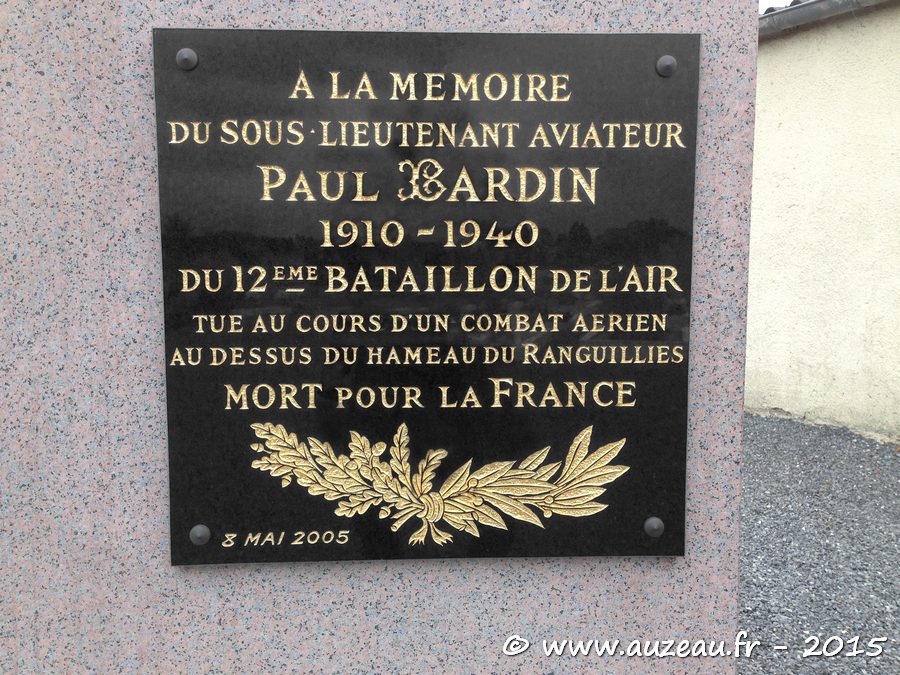 A LA MEMOIRE
DU SOUS-LIEUTENANT AVIATEUR
PAUL BARDIN
1910 - 1940
DU 12EME BATAILLON DE L'AIR
TUE AU COURS D'UN COMBAT AERIEN
AU DESSUS DU HAMEAU DU RANGUILLIES
MORT POUR LA FRANCE
8 MAI 2005
© www.auzeau.fr - 2015